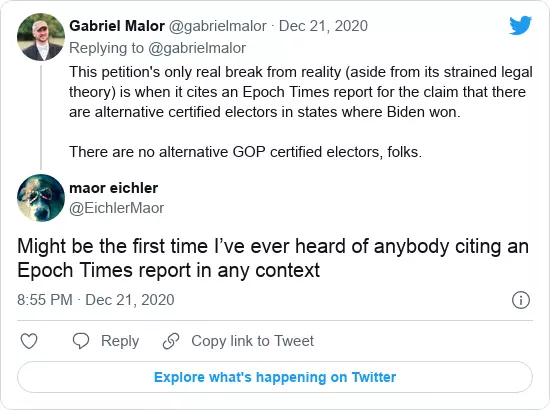 Gabriel Malor @gabrielmalor · Dec 21, 2020
Replying to @gabrielmalor
This petition's only real break from reality (aside from its strained legal
theory) is when it cites an Epoch Times report for the claim that there
are alternative certified electors in states where Biden won.
There are no alternative GOP certified electors, folks.
maor eichler
@EichlerMaor
Might be the first time I’ve ever heard of anybody citing an
Epoch Times report in any context
8:55 PM · Dec 21, 2020
Reply
Copy link to Tweet
Explore what's happening on Twitter